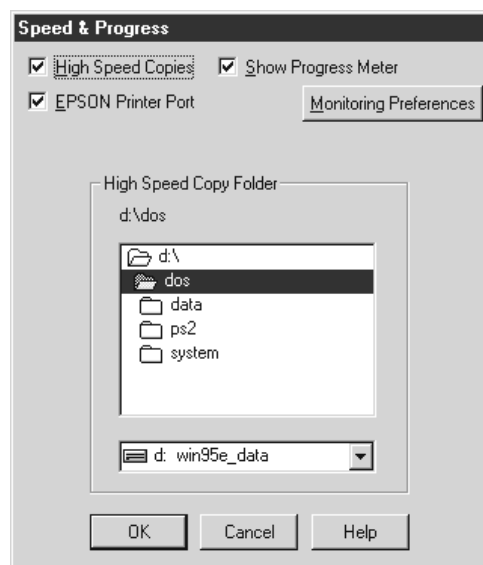 Speed & Progress
High Speed Copies Show Progress Meter
EPSON Printer Port Monitoring Preferences
High Speed Copy Folder
d:\dos
d:\
dos
data
ps2
system
d: win95e_data
OK Cancel Help